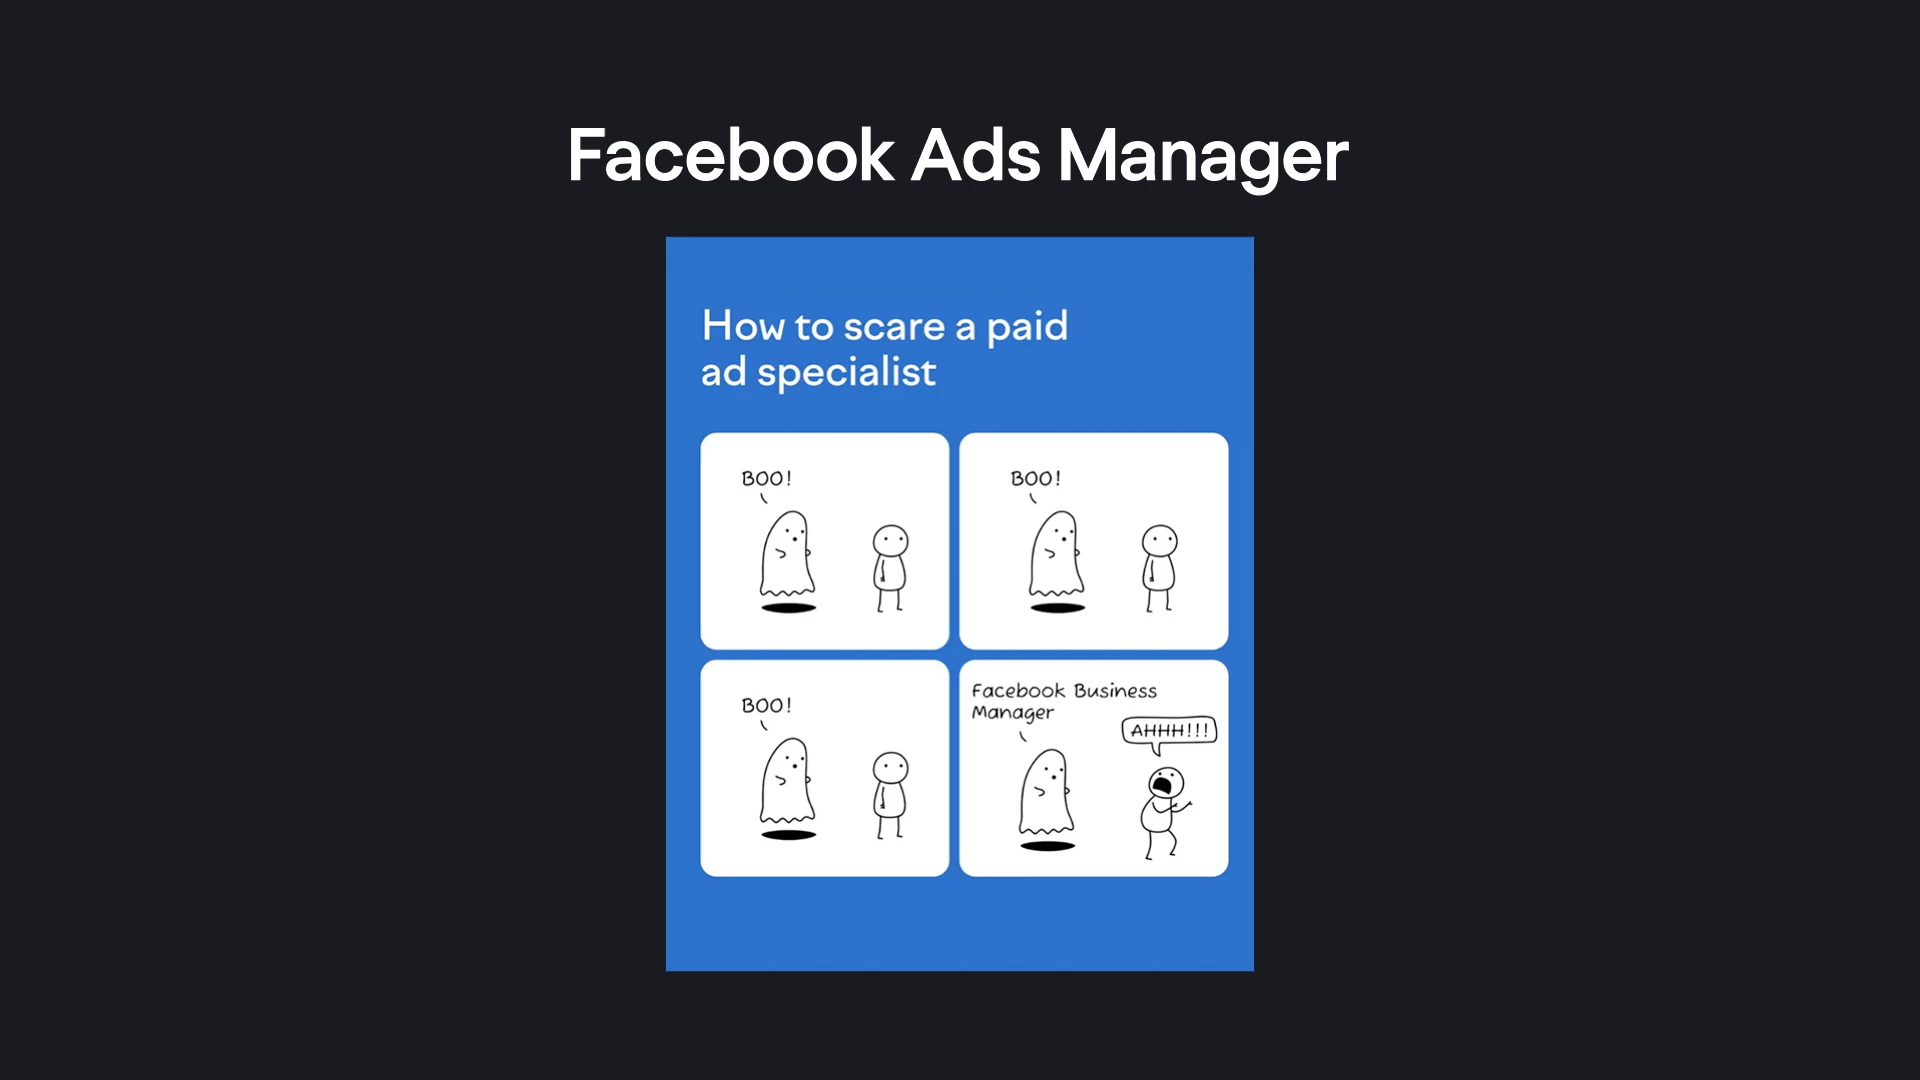 Facebook Ads Manager
How to scare a paid
ad specialist
BOO!
BOO!
BOO!
Facebook Business
Manager
AHHH!!!